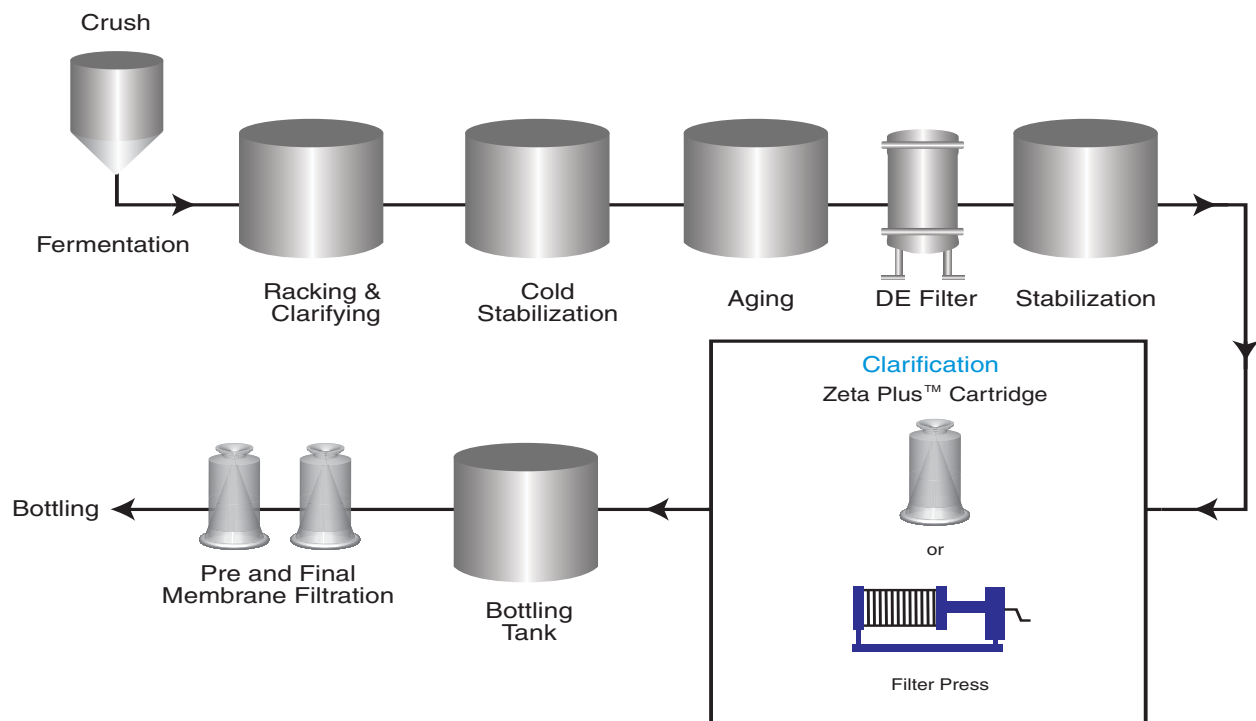 Crush
Fermentation
Racking &
Clarifying
Cold
Stabilization
Aging
DE Filter
Stabilization
Clarification
Zeta Plus™ Cartridge
or
Filter Press
Bottling
Tank
Pre and Final
Membrane Filtration
Bottling